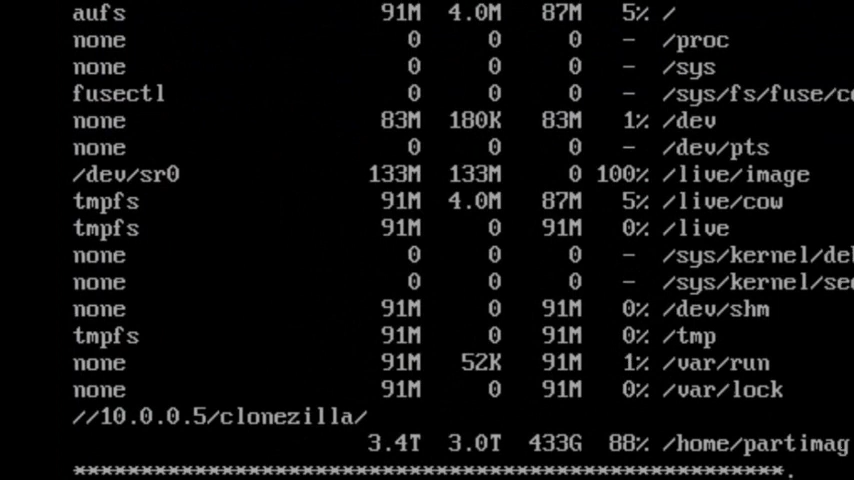 aufs 91M 4.0M 87M 5% /
none 0 0 0 - /proc
none 0 0 0 - /sys
fusectl 0 0 0 - /sys/fs/fuse/co
none 83M 180K 83M 1% /dev
none 0 0 0 - /dev/pts
/dev/sr0 133M 133M 0 100% /live/image
tmpfs 91M 4.0M 87M 5% /live/cow
tmpfs 91M 0 91M 0% /live
none 0 0 0 - /sys/kernel/deb
none 0 0 0 - /sys/kernel/sec
none 91M 0 91M 0% /dev/shm
tmpfs 91M 0 91M 0% /tmp
none 91M 52K 91M 1% /var/run
none 91M 0 91M 0% /var/lock
//10.0.0.5/clonezilla/
3.4T 3.0T 433G 88% /home/partimag
*****************************************************.